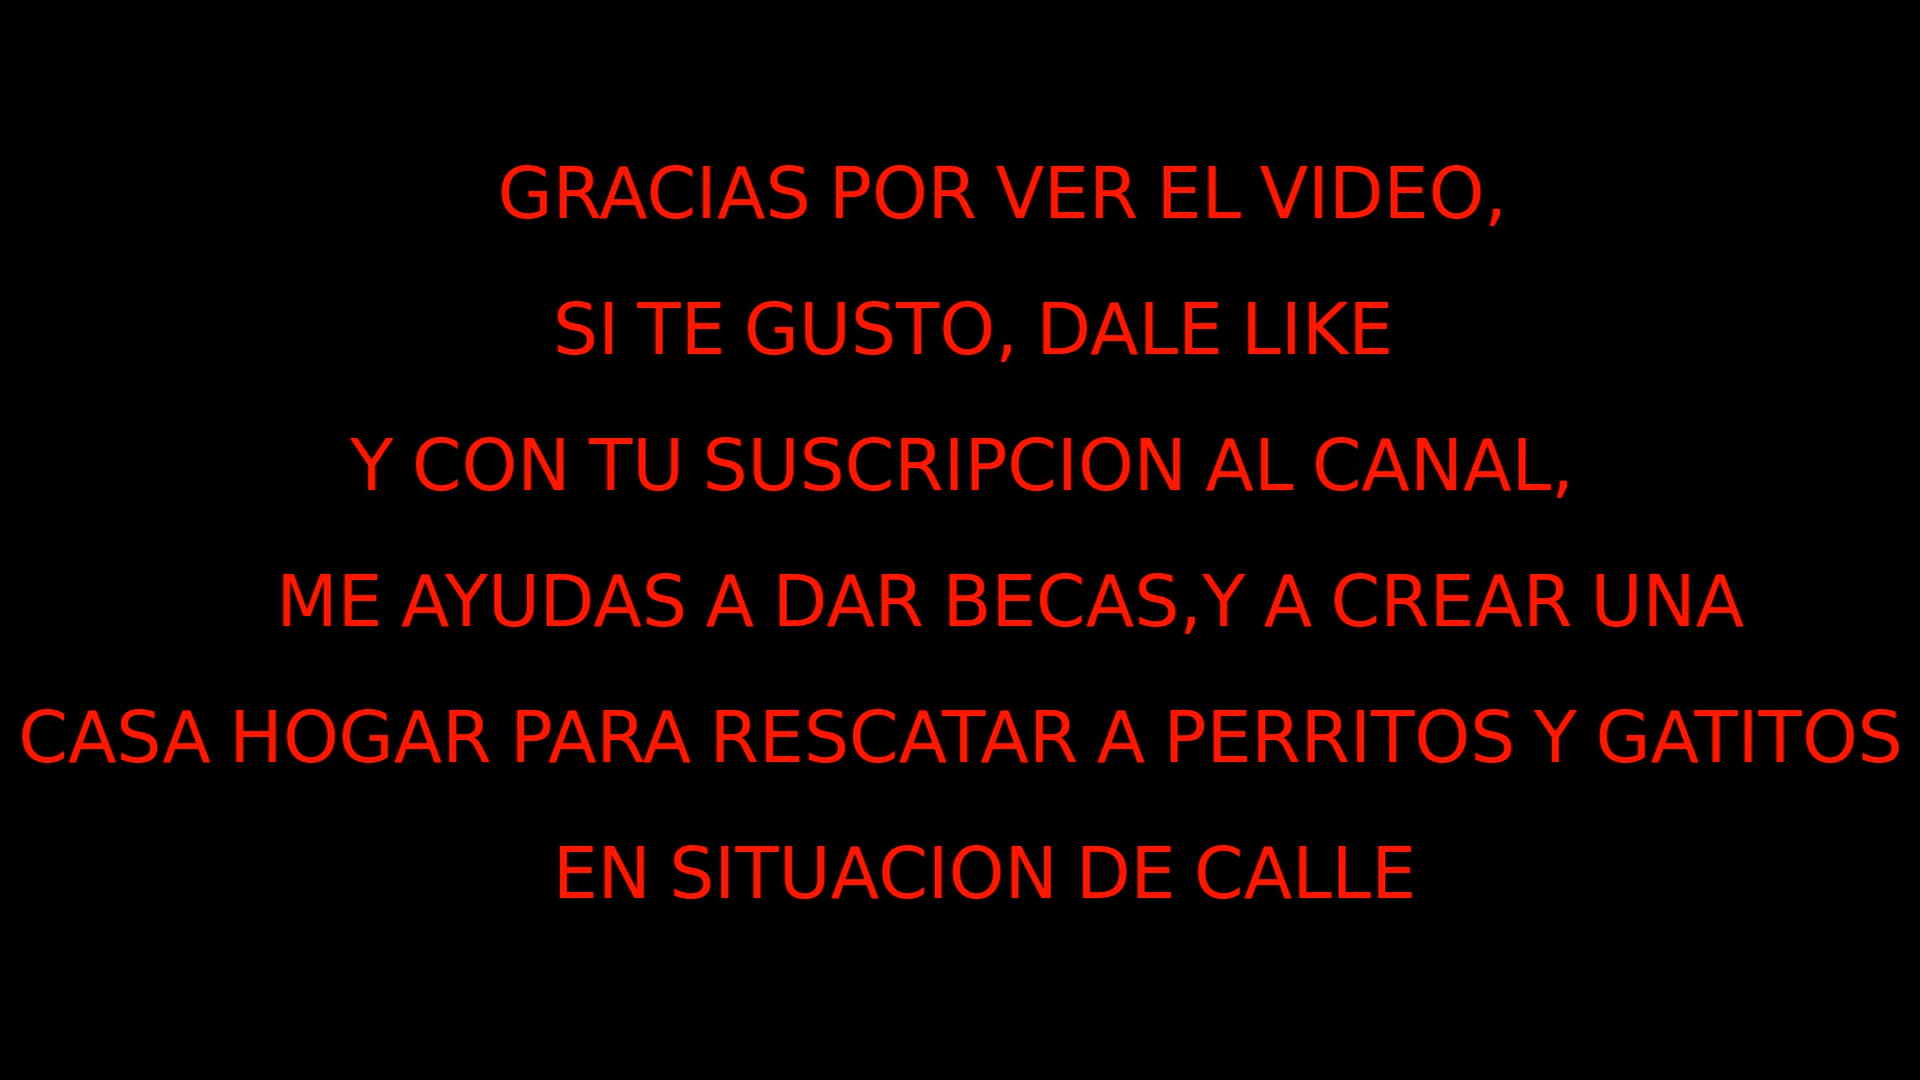 GRACIAS POR VER EL VIDEO,
SI TE GUSTO, DALE LIKE
Y CON TU SUSCRIPCION AL CANAL,
ME AYUDAS A DAR BECAS,Y A CREAR UNA
CASA HOGAR PARA RESCATAR A PERRITOS Y GATITOS
EN SITUACION DE CALLE